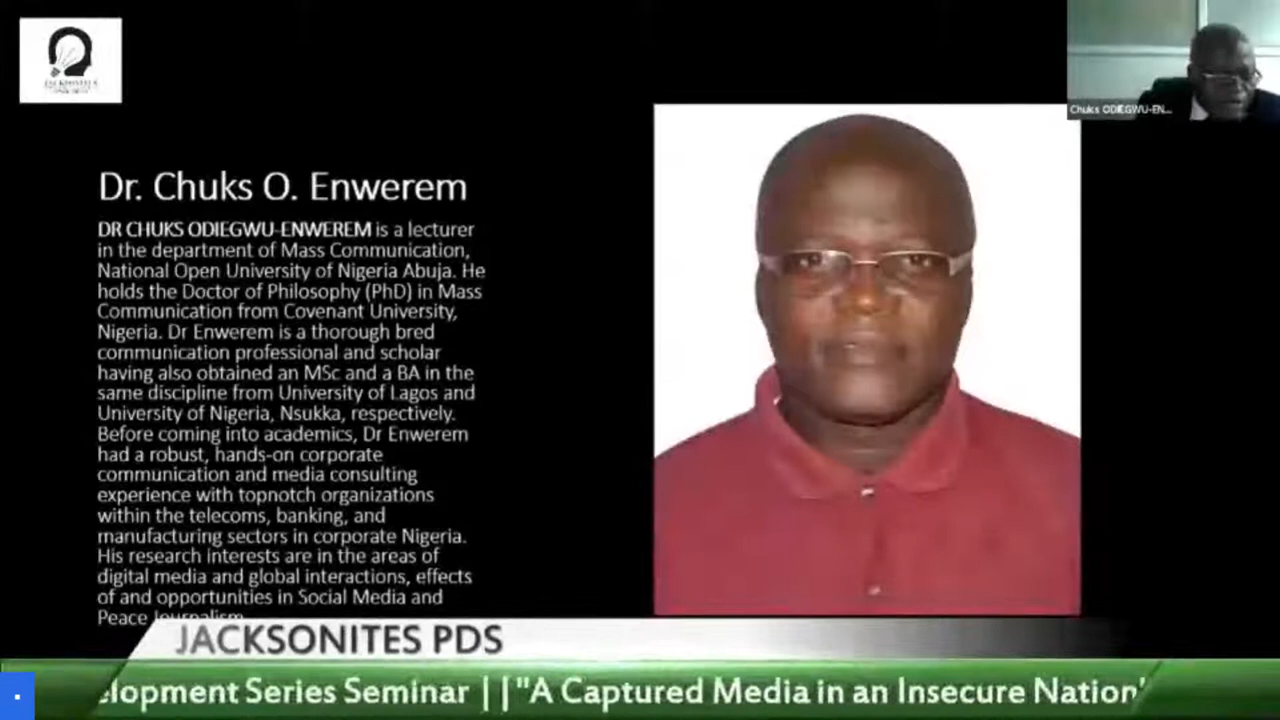 JACKSONITES
Chuks ODIEGWU-EN...
Dr. Chuks O. Enwerem
DR CHUKS ODIEGWU-ENWEREM is a lecturer
in the department of Mass Communication,
National Open University of Nigeria Abuja. He
holds the Doctor of Philosophy (PhD) in Mass
Communication from Covenant University,
Nigeria. Dr Enwerem is a thorough bred
communication professional and scholar
having also obtained an MSc and a BA in the
same discipline from University of Lagos and
University of Nigeria, Nsukka, respectively.
Before coming into academics, Dr Enwerem
had a robust, hands-on corporate
communication and media consulting
experience with topnotch organizations
within the telecoms, banking, and
manufacturing sectors in corporate Nigeria.
His research interests are in the areas of
digital media and global interactions, effects
of and opportunities in Social Media and
Peace Journalism
JACKSONITES PDS
elopment Series Seminar ||"A Captured Media in an Insecure Nation"